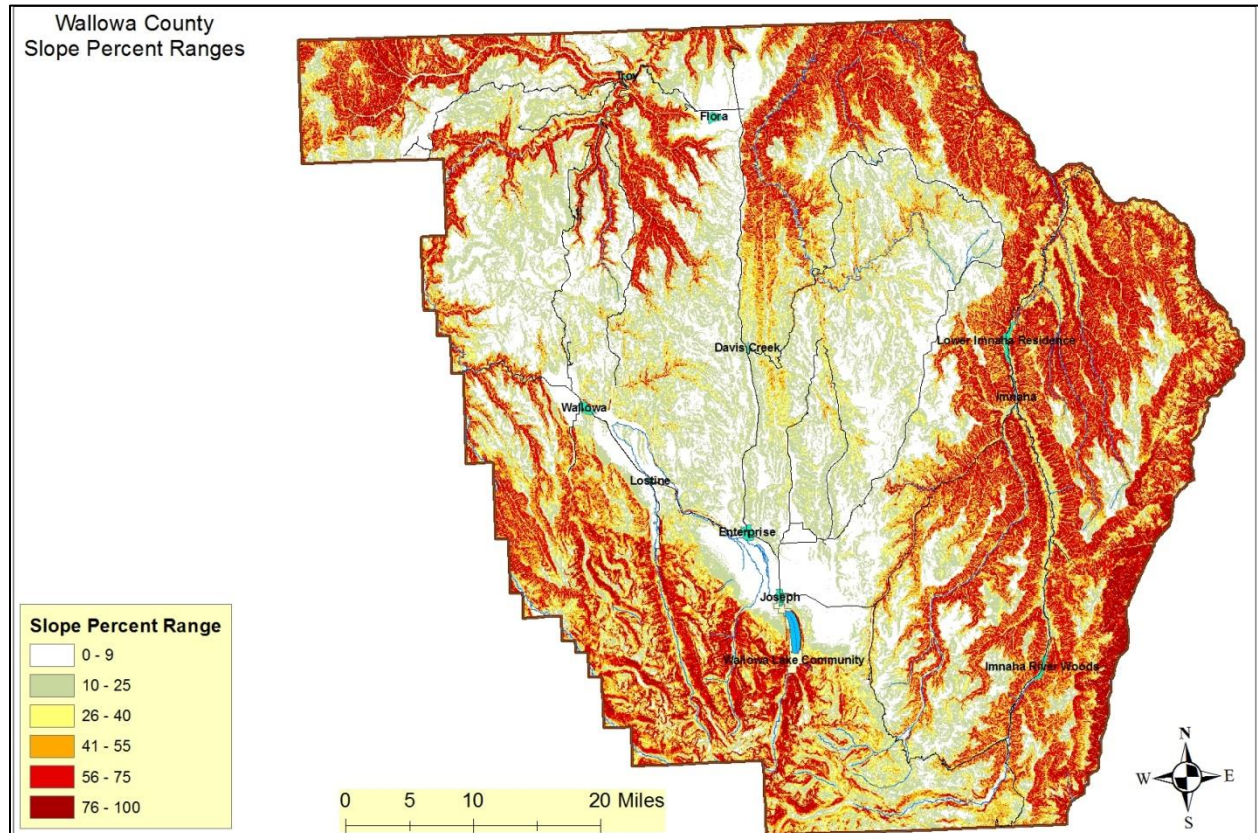 Wallowa County
Slope Percent Ranges
Troy
Flora
Davis Creek
Lower Imnaha Residence
Imnaha
Wallowa
Lostine
Enterprise
Joseph
Wallowa Lake Community
Imnaha River Woods
Slope Percent Range
0 - 9
10 - 25
26 - 40
41 - 55
56 - 75
76 - 100
0 5 10 20 Miles
N
W E
S